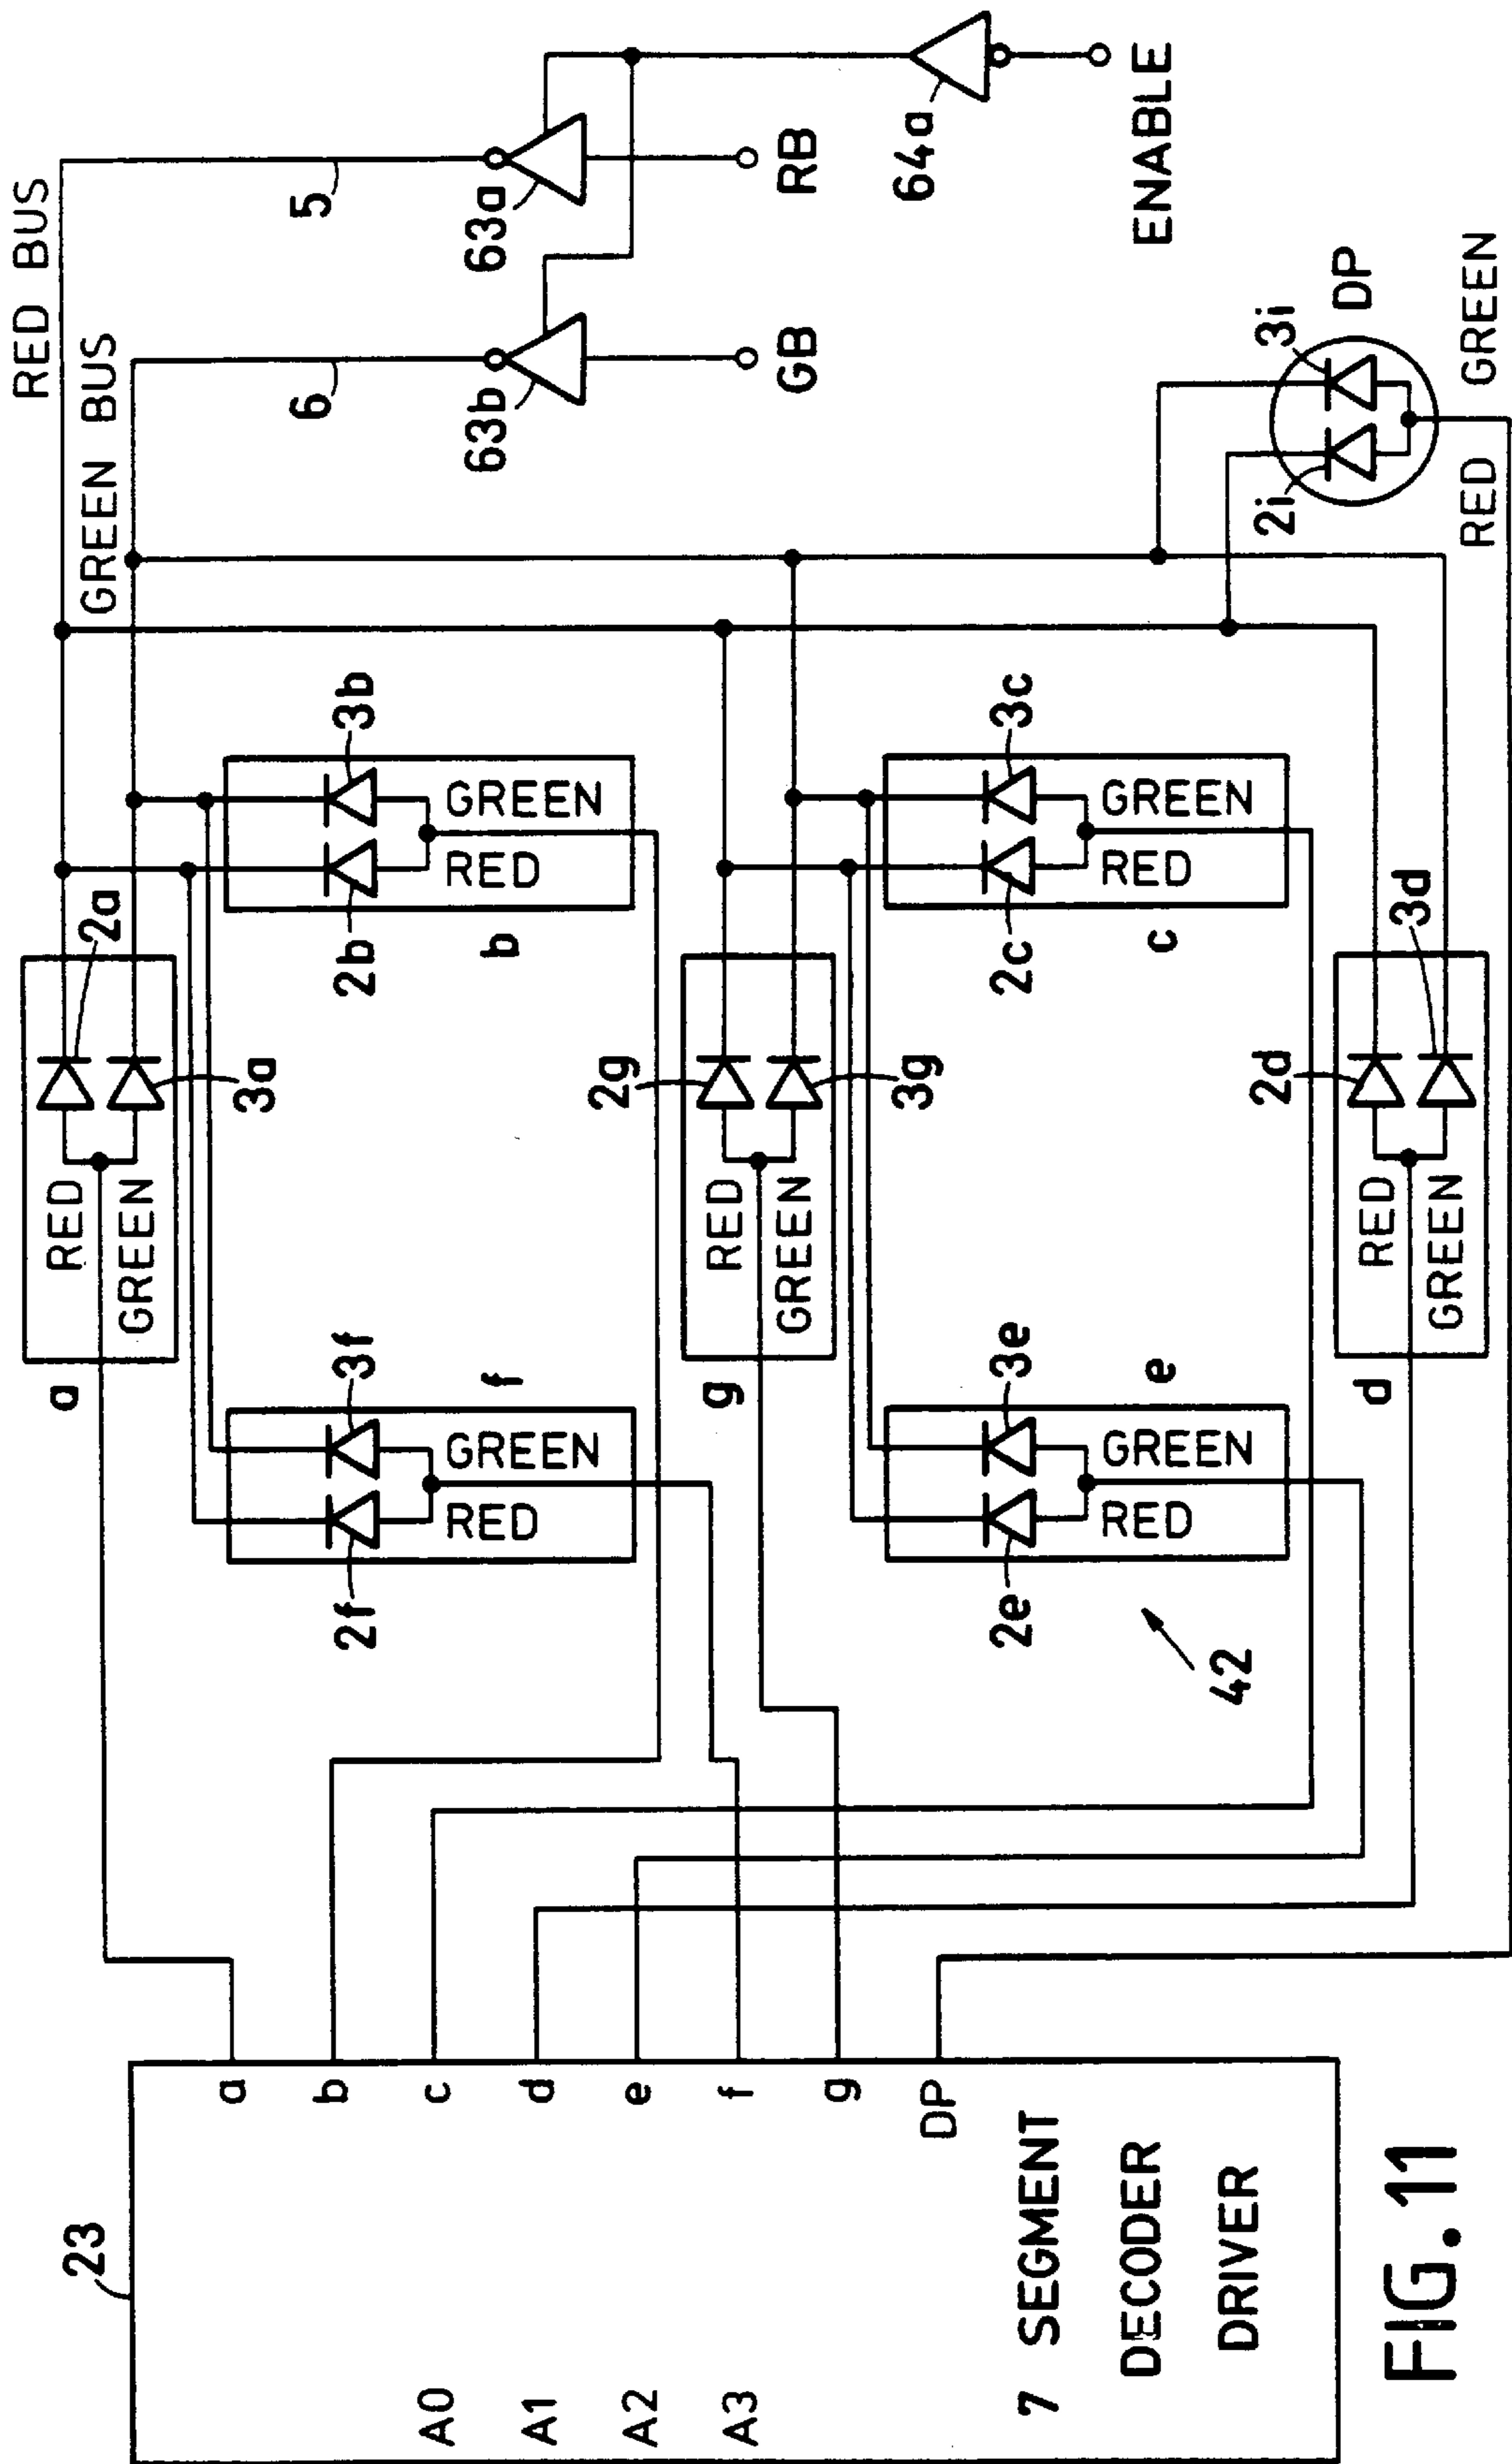 23
A0
A1
A2
A3
7 SEGMENT
DECODER
DRIVER
a
b
c
d
e
f
g
DP
RED BUS
GREEN BUS
a
RED
GREEN
2a
3a
f
2f
3f
RED
GREEN
b
2b
3b
RED
GREEN
g
2g
3g
RED
GREEN
e
2e
3e
RED
GREEN
c
2c
3c
RED
GREEN
d
2d
3d
RED
GREEN
42
5
6
63a
63b
RB
GB
64a
ENABLE
2i
3i
DP
RED
GREEN
FIG. 11